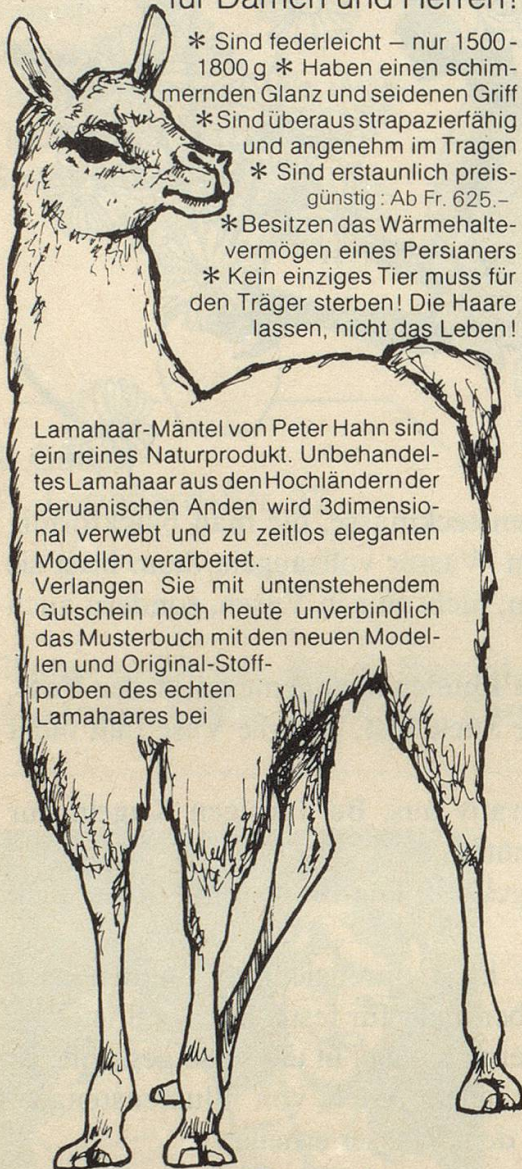 für Damen und Herren!
* Sind federleicht – nur 1500-
1800 g * Haben einen schim-
mernden Glanz und seidenen Griff
* Sind überaus strapazierfähig
und angenehm im Tragen
* Sind erstaunlich preis-
günstig: Ab Fr. 625.–
* Besitzen das Wärmehalte-
vermögen eines Persianers
* Kein einziges Tier muss für
den Träger sterben! Die Haare
lassen, nicht das Leben!
Lamahaar-Mäntel von Peter Hahn sind
ein reines Naturprodukt. Unbehandel-
tes Lamahaar aus den Hochländern der
peruanischen Anden wird 3dimensio-
nal verwebt und zu zeitlos eleganten
Modellen verarbeitet.
Verlangen Sie mit untenstehendem
Gutschein noch heute unverbindlich
das Musterbuch mit den neuen Model-
len und Original-Stoff-
proben des echten
Lamahaares bei